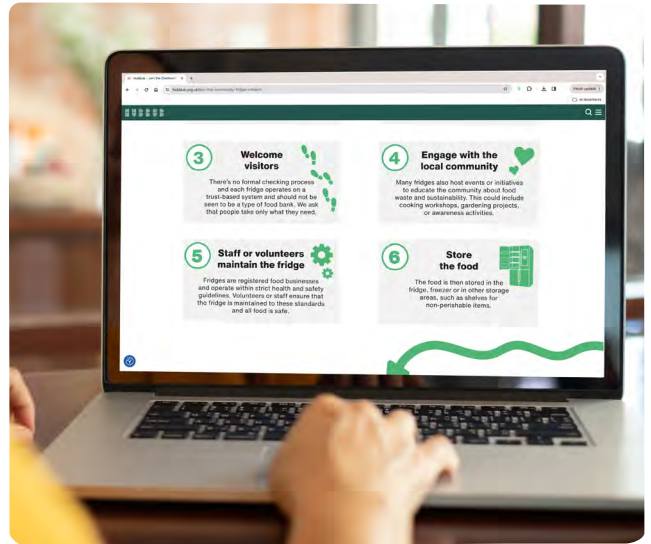 3
Welcome
visitors
There's no formal checking process
and each fridge operates on a
trust-based system and should not be
seen to be a type of food bank. We ask
that people take only what they need.
4
Engage with the
local community
Many fridges also host events or initiatives
to educate the community about food
waste and sustainability. This could include
cooking workshops, gardening projects,
or awareness activities.
5
Staff or volunteers
maintain the fridge
Fridges are registered food businesses
and operate within strict health and safety
guidelines. Volunteers or staff ensure that
the fridge is maintained to these standards
and all food is safe.
6
Store
the food
The food is then stored in the
fridge, freezer or in other storage
areas, such as shelves for
non-perishable items.